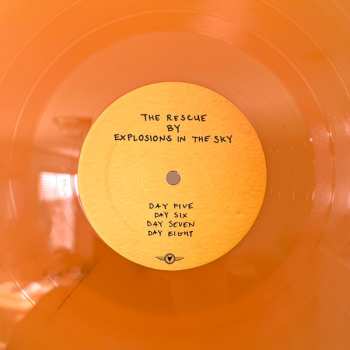 THE RESCUE
BY
EXPLOSIONS IN THE SKY
DAY FIVE
DAY SIX
DAY SEVEN
DAY EIGHT